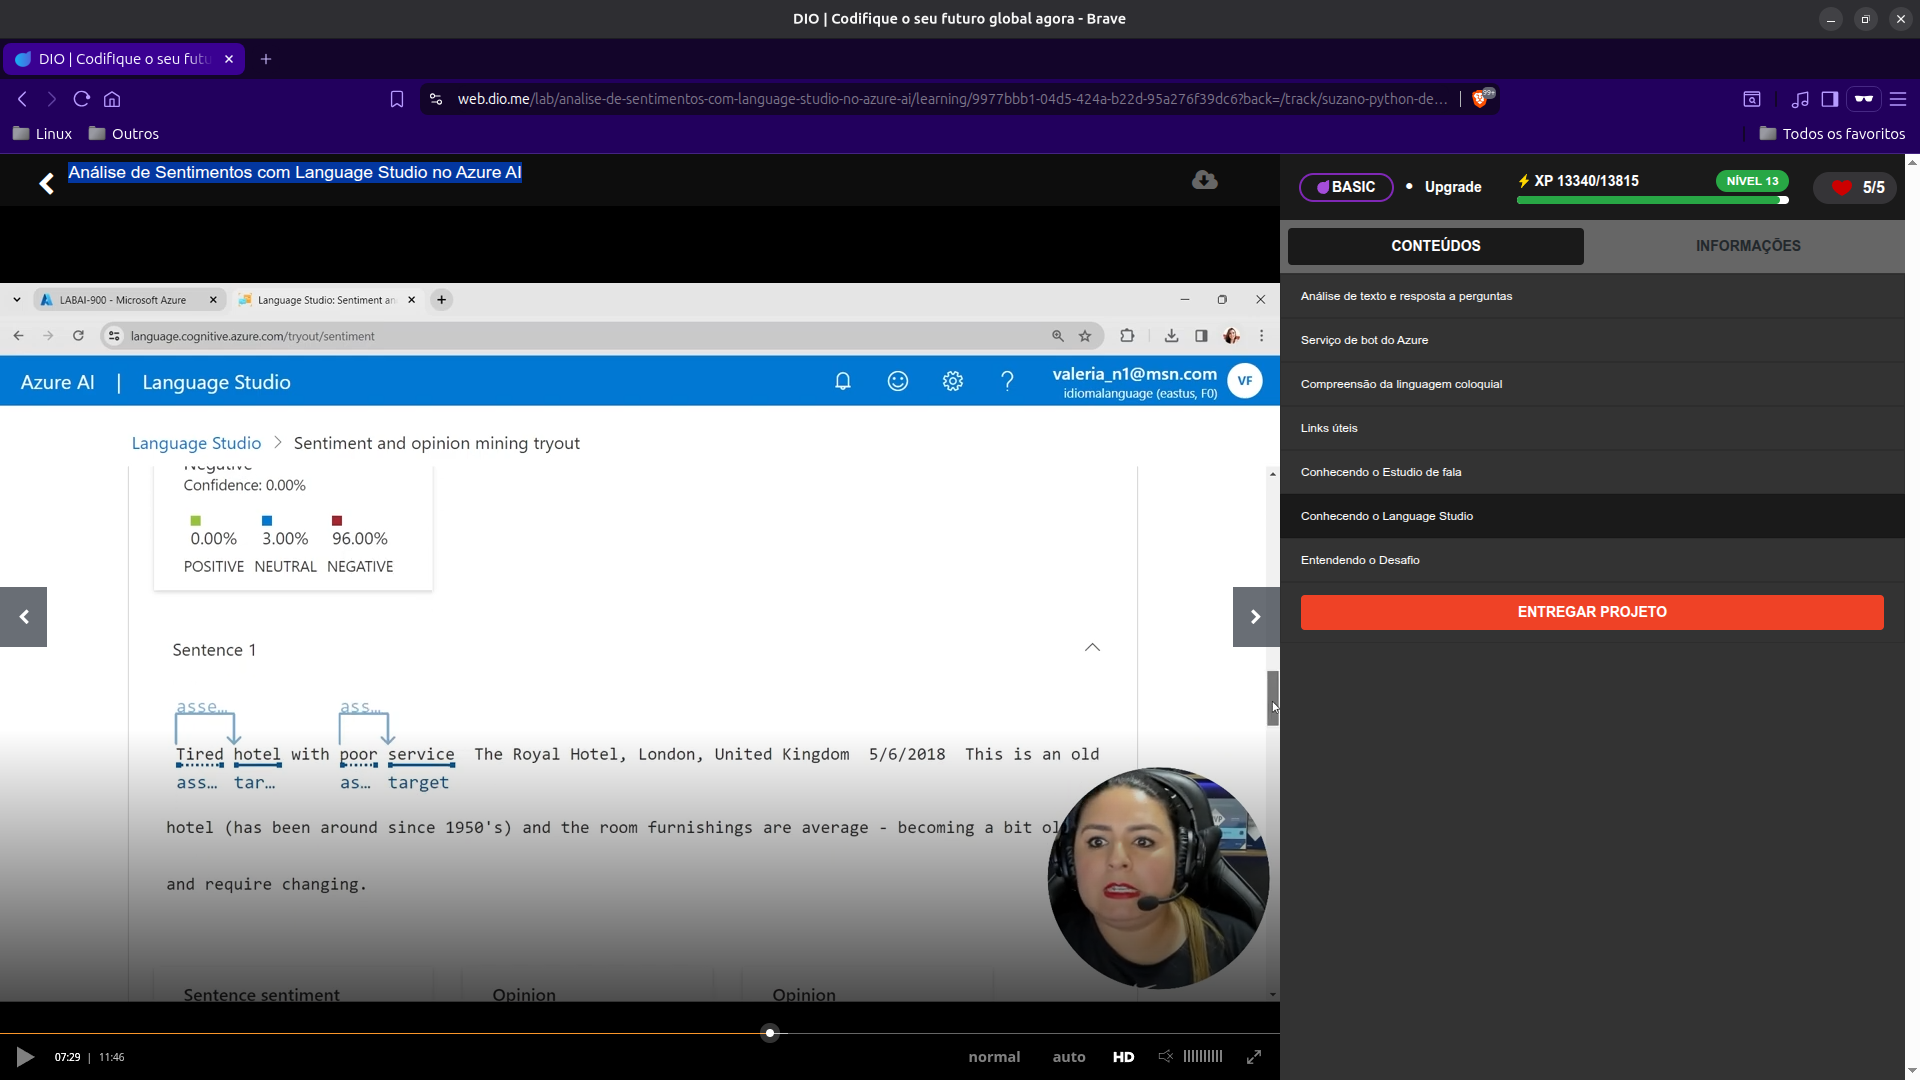 DIO | Codifique o seu futuro global agora - Brave
DIO | Codifique o seu futu
web.dio.me/lab/analise-de-sentimentos-com-language-studio-no-azure-ai/learning/9977bbb1-04d5-424a-b22d-95a276f39dc6?back=/track/suzano-python-de...
99+
Linux
Outros
Todos os favoritos
Análise de Sentimentos com Language Studio no Azure AI
BASIC
• Upgrade
XP 13340/13815
NÍVEL 13
5/5
CONTEÚDOS
INFORMAÇÕES
Análise de texto e resposta a perguntas
Serviço de bot do Azure
Compreensão da linguagem coloquial
Links úteis
Conhecendo o Estudio de fala
Conhecendo o Language Studio
Entendendo o Desafio
ENTREGAR PROJETO
LABAI-900 - Microsoft Azure
Language Studio: Sentiment an
language.cognitive.azure.com/tryout/sentiment
Azure AI | Language Studio
valeria_n1@msn.com
idiomalanguage (eastus, F0)
VF
Language Studio > Sentiment and opinion mining tryout
Negative
Confidence: 0.00%
0.00% 3.00% 96.00%
POSITIVE NEUTRAL NEGATIVE
Sentence 1
asse... ass...
Tired hotel with poor service The Royal Hotel, London, United Kingdom 5/6/2018 This is an old
ass... tar... as... target
hotel (has been around since 1950's) and the room furnishings are average - becoming a bit
and require changing.
Sentence sentiment
Opinion
Opinion
07:29 | 11:46
normal
auto
HD